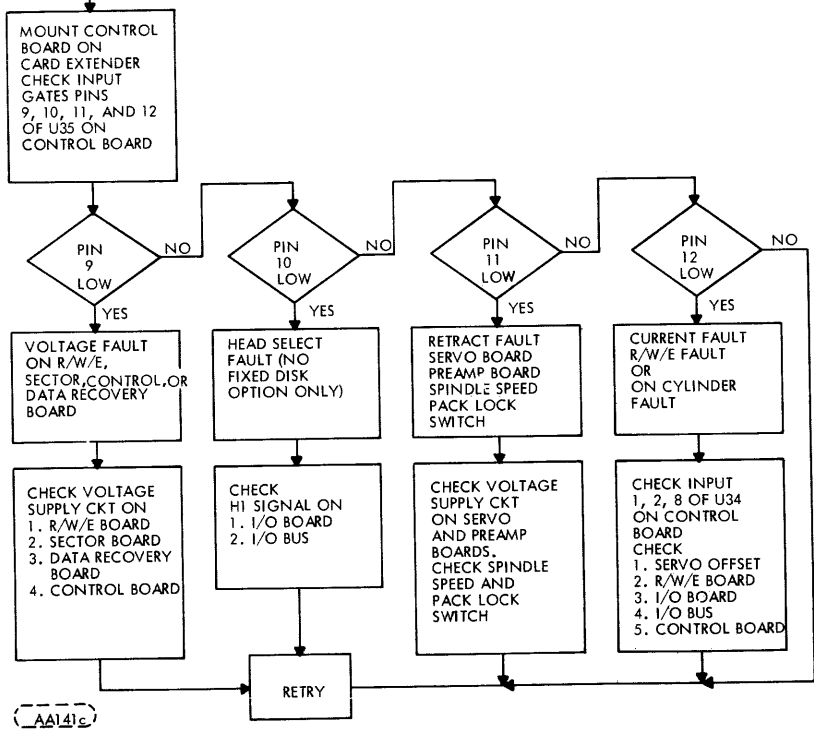 MOUNT CONTROL
BOARD ON
CARD EXTENDER
CHECK INPUT
GATES PINS
9, 10, 11, AND 12
OF U35 ON
CONTROL BOARD
PIN
9
LOW
NO
YES
PIN
10
LOW
NO
YES
PIN
11
LOW
NO
YES
PIN
12
LOW
NO
YES
VOLTAGE FAULT
ON R/W/E,
SECTOR,CONTROL,OR
DATA RECOVERY
BOARD
HEAD SELECT
FAULT (NO
FIXED DISK
OPTION ONLY)
RETRACT FAULT
SERVO BOARD
PREAMP BOARD
SPINDLE SPEED
PACK LOCK
SWITCH
CURRENT FAULT
R/W/E FAULT
OR
ON CYLINDER
FAULT
CHECK VOLTAGE
SUPPLY CKT ON
1. R/W/E BOARD
2. SECTOR BOARD
3. DATA RECOVERY
BOARD
4. CONTROL BOARD
CHECK
H1 SIGNAL ON
1. I/O BOARD
2. I/O BUS
CHECK VOLTAGE
SUPPLY CKT
ON SERVO
AND PREAMP
BOARDS.
CHECK SPINDLE
SPEED AND
PACK LOCK
SWITCH
CHECK INPUT
1, 2, 8 OF U34
ON CONTROL
BOARD
CHECK
1. SERVO OFFSET
2. R/W/E BOARD
3. I/O BOARD
4. I/O BUS
5. CONTROL BOARD
RETRY
AA141c